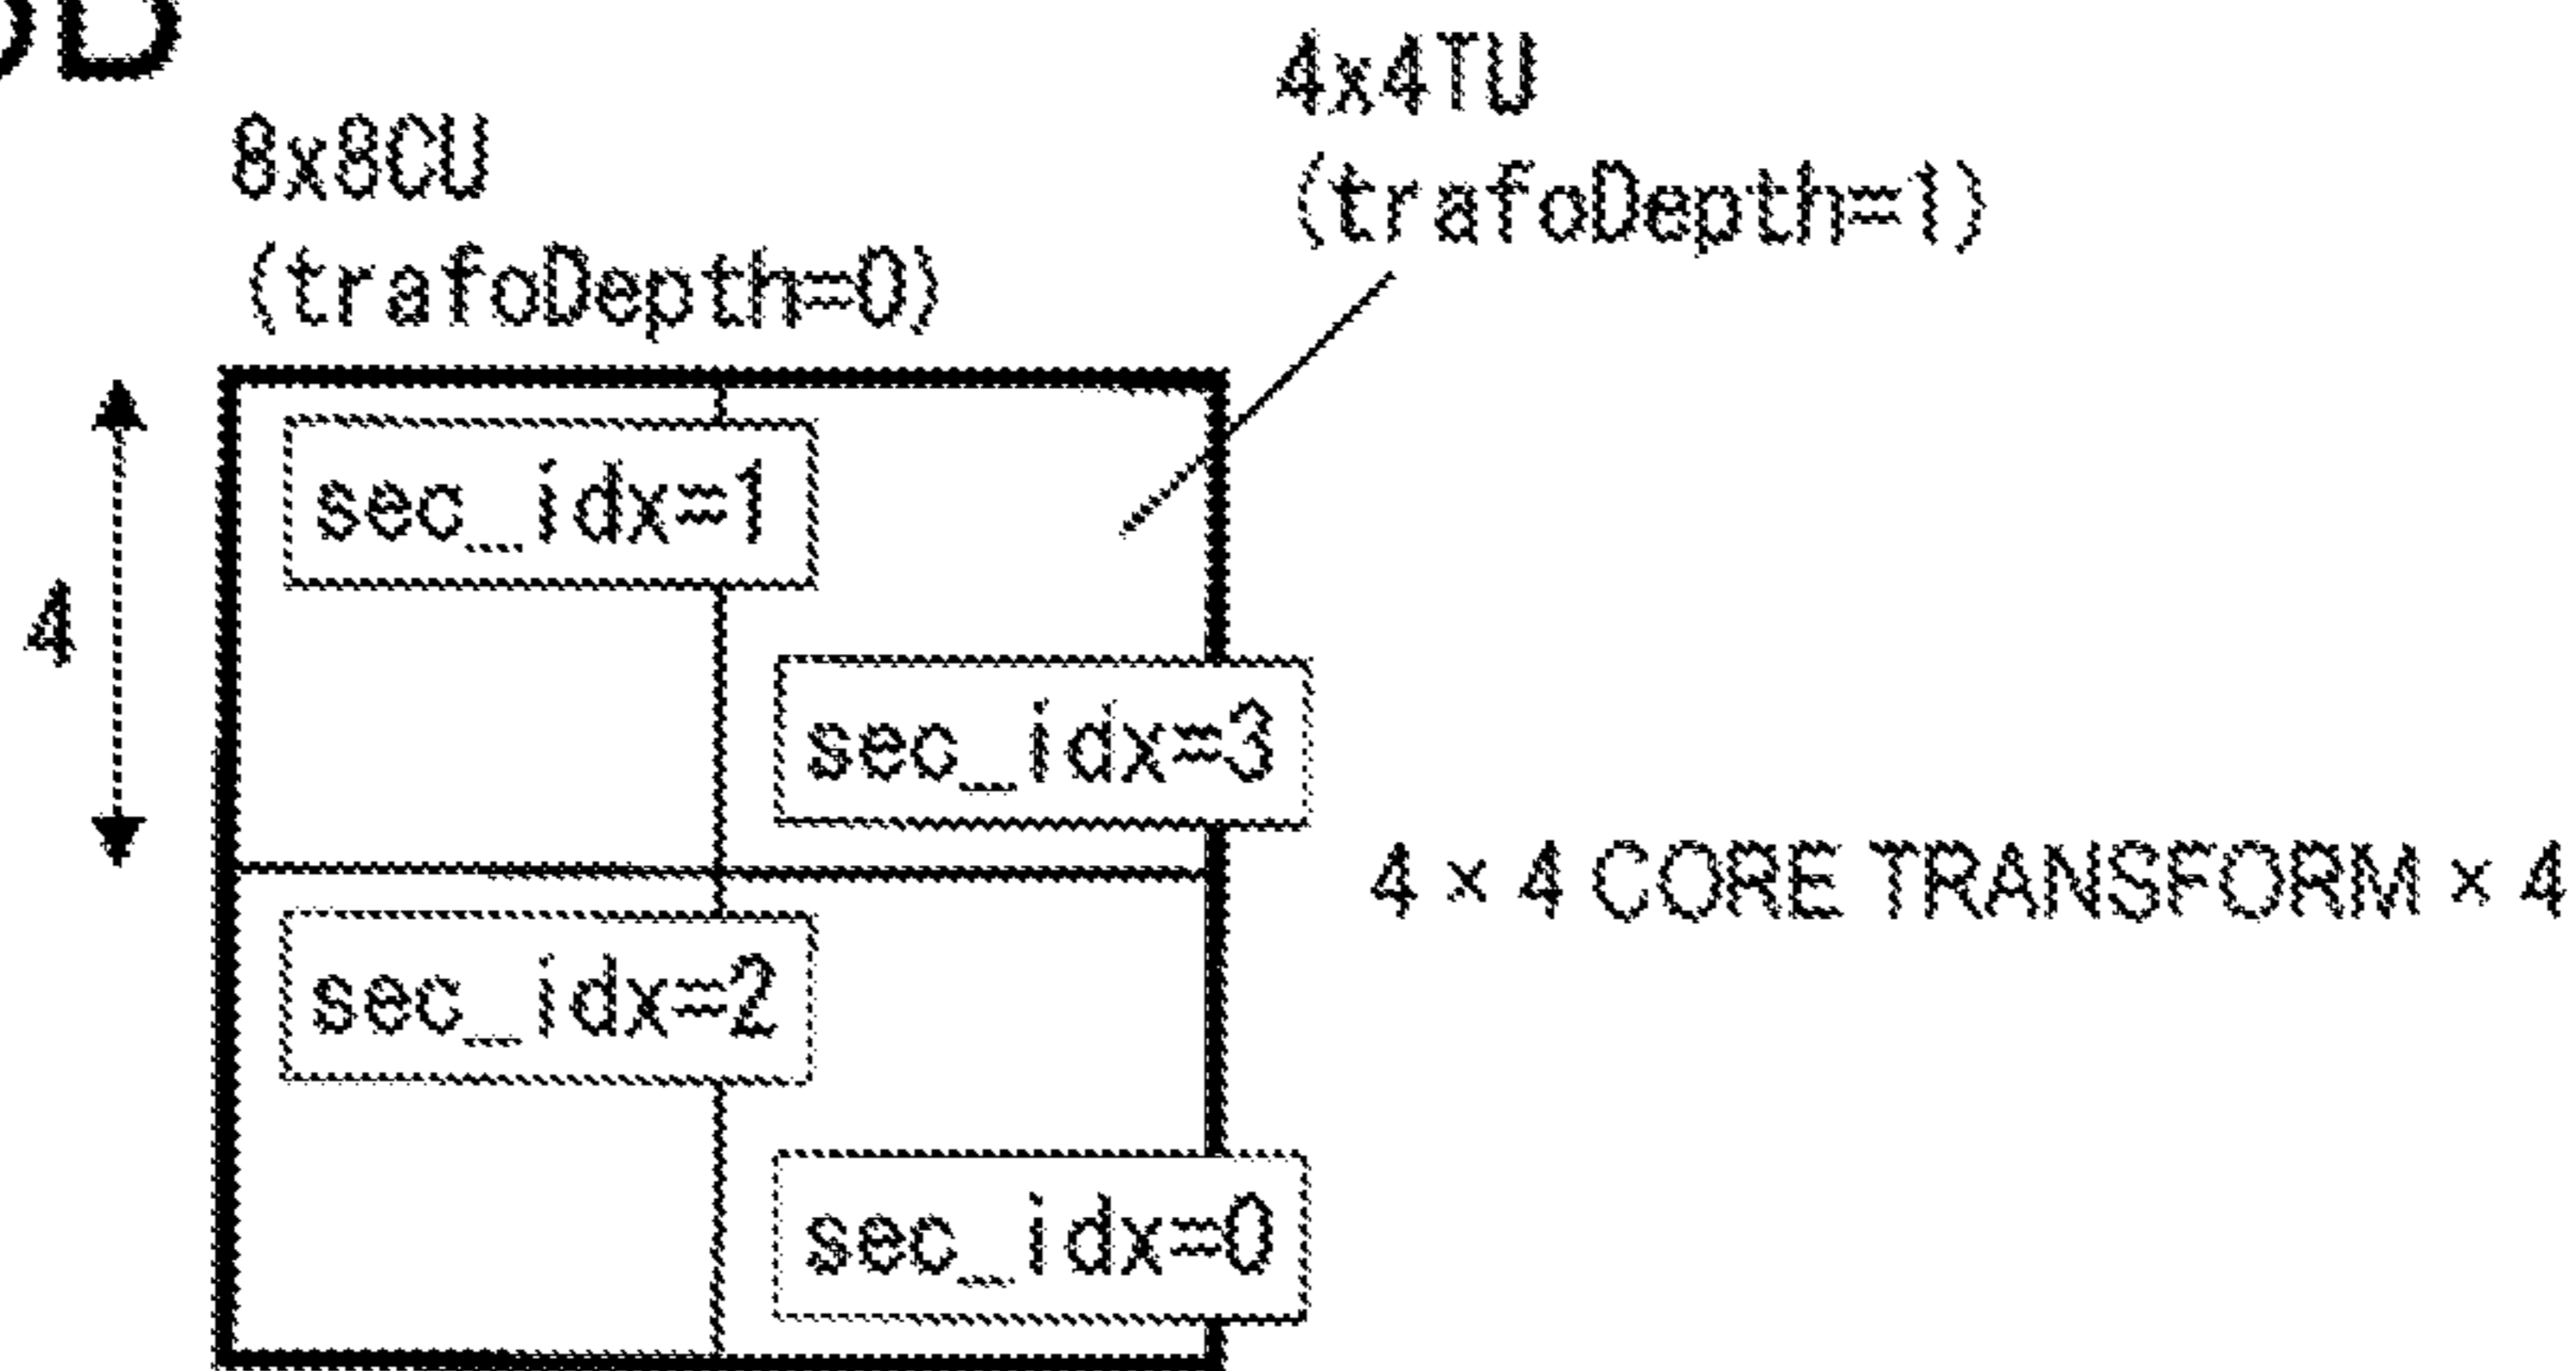 8x8CU
(trafoDepth=0)
4x4TU
(trafoDepth=1)
sec_idx=1
4
sec_idx=3
4 × 4 CORE TRANSFORM × 4
sec_idx=2
sec_idx=0